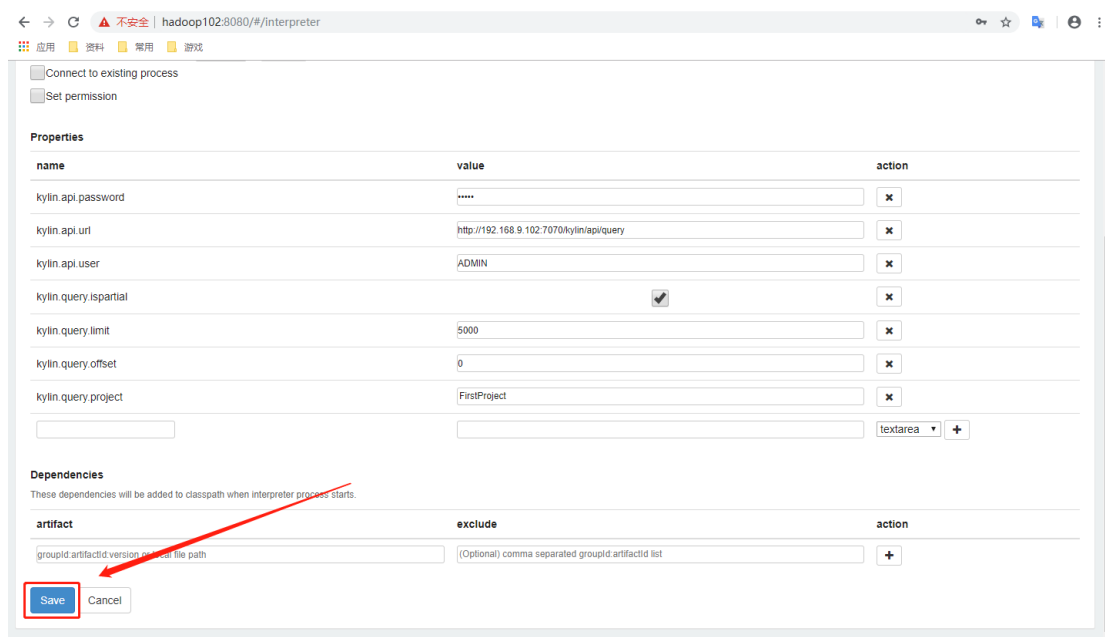 不安全 | hadoop102:8080/#/interpreter
应用 资料 常用 游戏
Connect to existing process
Set permission
Properties
name value action
kylin.api.password •••••
kylin.api.url http://192.168.9.102:7070/kylin/api/query
kylin.api.user ADMIN
kylin.query.ispartial
kylin.query.limit 5000
kylin.query.offset 0
kylin.query.project FirstProject
textarea
Dependencies
These dependencies will be added to classpath when interpreter process starts.
artifact exclude action
groupId:artifactId:version or local file path (Optional) comma separated groupId:artifactId list
Save Cancel